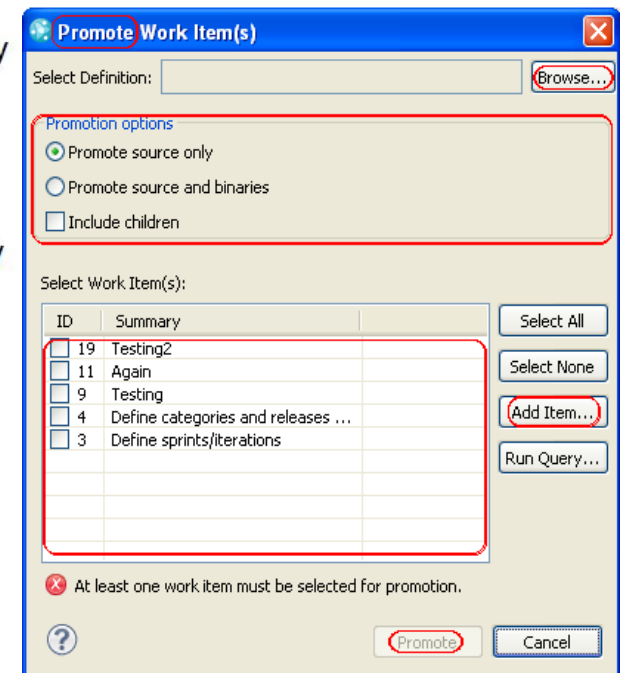 Promote Work Item(s)
y
Select Definition: Browse...
Promotion options
Promote source only
Promote source and binaries
Include children
y
Select Work Item(s):
ID Summary Select All
19 Testing2
11 Again Select None
9 Testing
4 Define categories and releases ... Add Item...
3 Define sprints/iterations
Run Query...
At least one work item must be selected for promotion.
? Promote Cancel